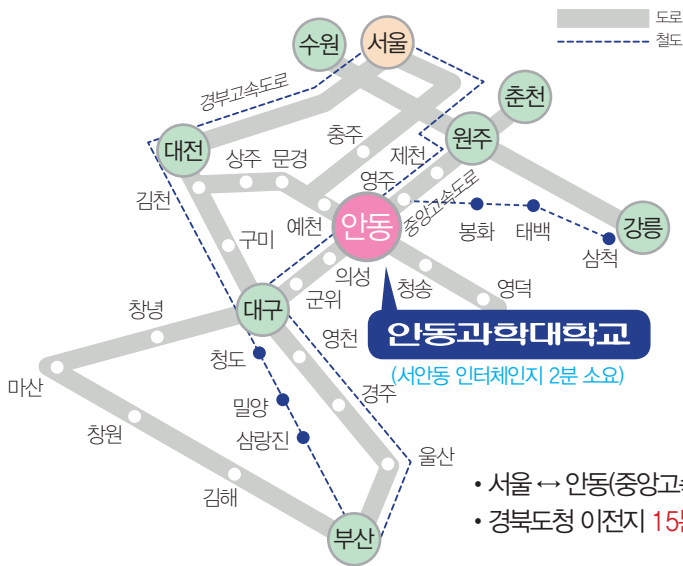 도로
철도
수원
서울
경부고속도로
춘천
충주
원주
대전
상주
문경
제천
김천
영주
중앙고속도로
예천
안동
봉화
태백
강릉
구미
삼척
의성
청송
군위
영덕
대구
창녕
영천
안동과학대학교
청도
(서안동 인터체인지 2분 소요)
마산
밀양
경주
창원
삼랑진
울산
김해
• 서울 ↔ 안동(중앙고
• 경북도청 이전지 15
부산